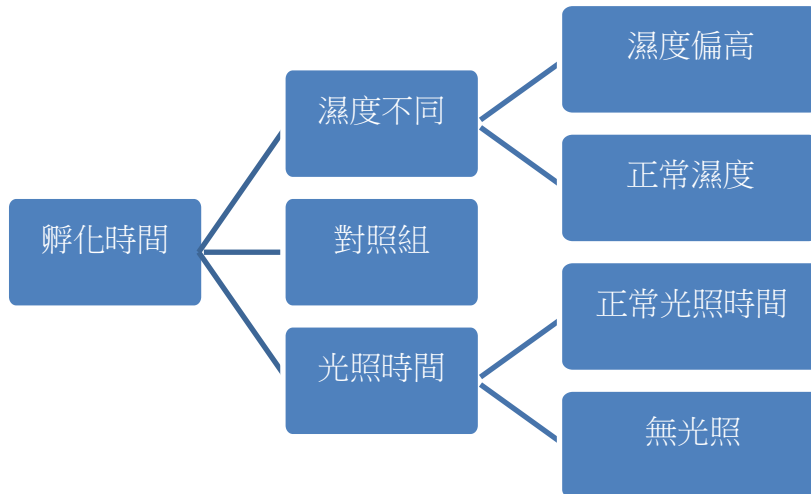 孵化時間
濕度不同
濕度偏高
正常濕度
對照組
光照時間
正常光照時間
無光照